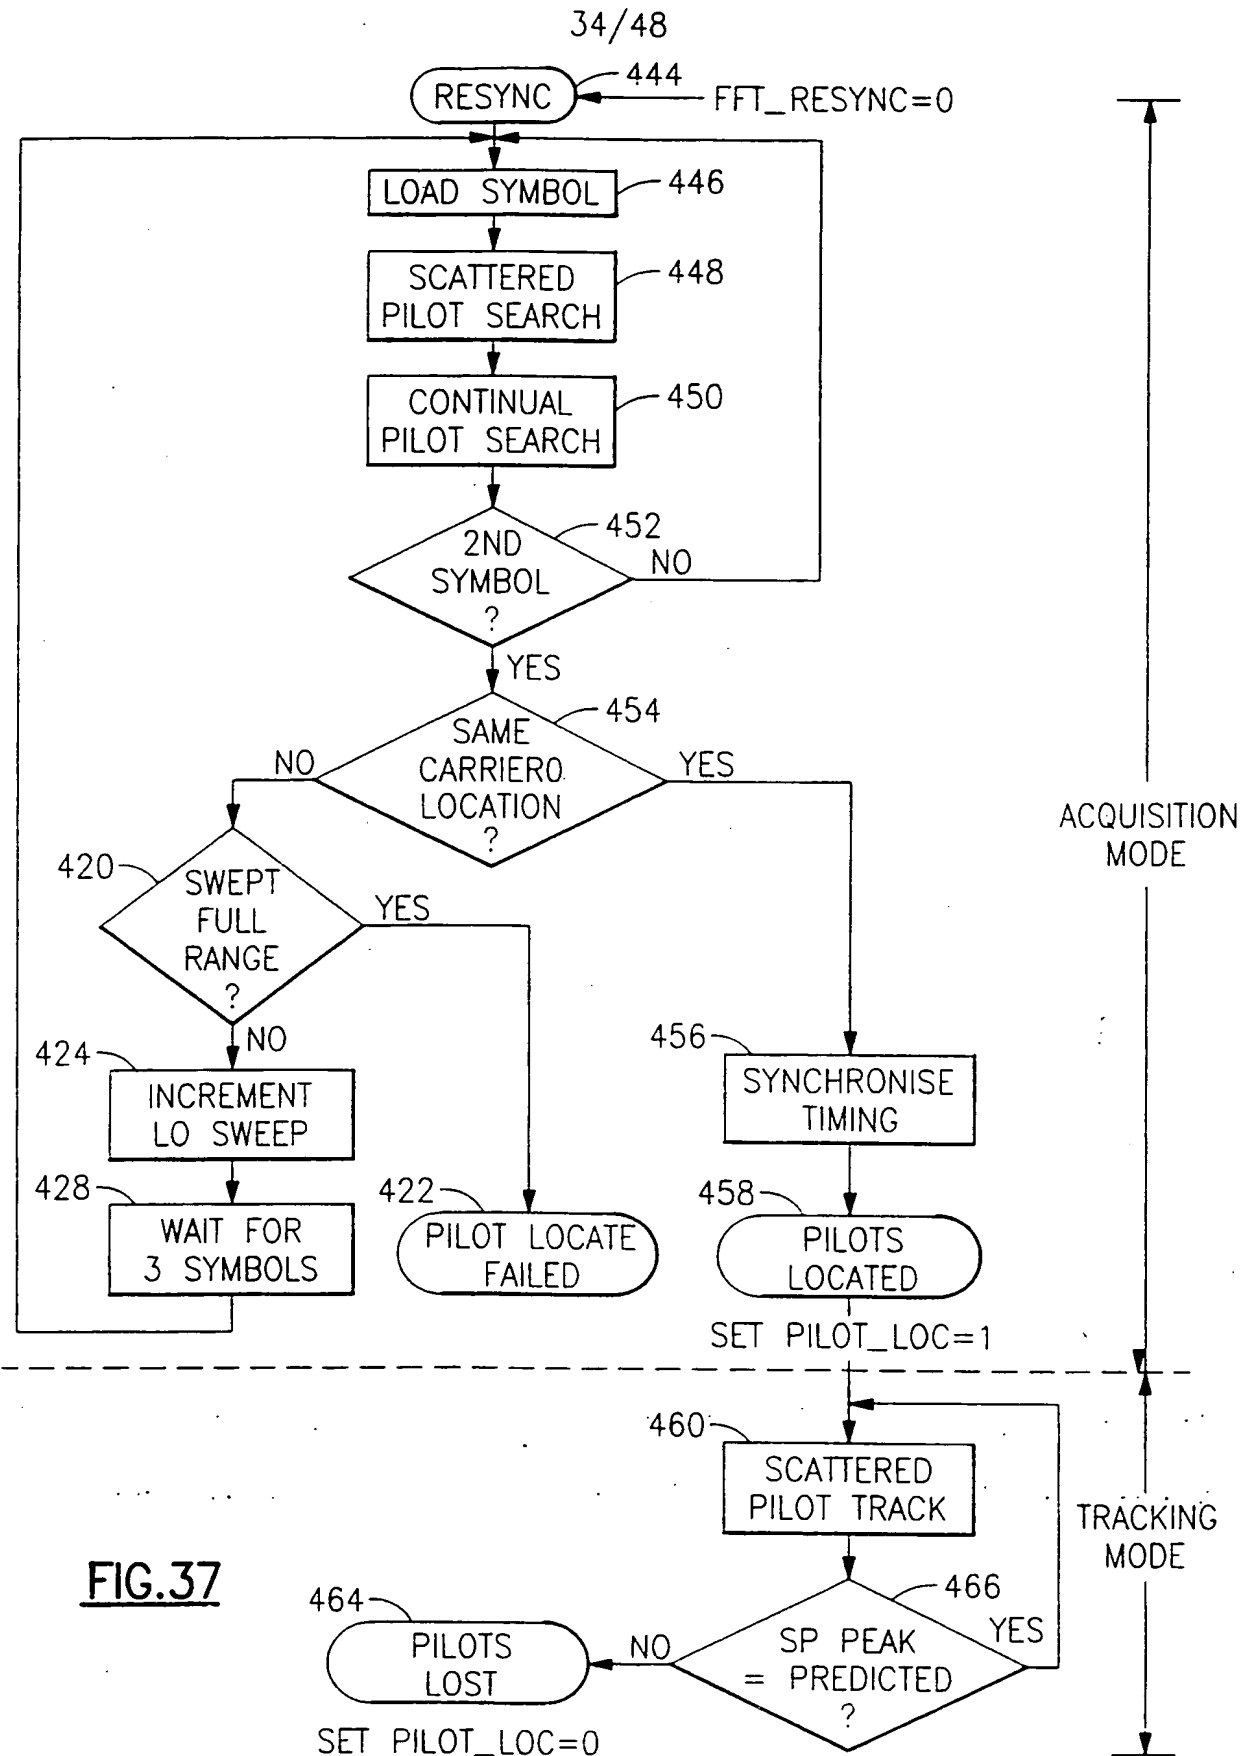 34/48
RESYNC
444
FFT_RESYNC=0
LOAD SYMBOL
446
SCATTERED
PILOT SEARCH
448
CONTINUAL
PILOT SEARCH
450
2ND
SYMBOL
?
452
NO
YES
SAME
CARRIER0
LOCATION
?
454
NO
YES
ACQUISITION
MODE
420
SWEPT
FULL
RANGE
?
YES
NO
424
INCREMENT
LO SWEEP
456
SYNCHRONISE
TIMING
428
WAIT FOR
3 SYMBOLS
422
PILOT LOCATE
FAILED
458
PILOTS
LOCATED
SET PILOT_LOC=1
460
SCATTERED
PILOT TRACK
TRACKING
MODE
FIG.37
464
PILOTS
LOST
NO
466
SP PEAK
= PREDICTED
?
YES
SET PILOT_LOC=0